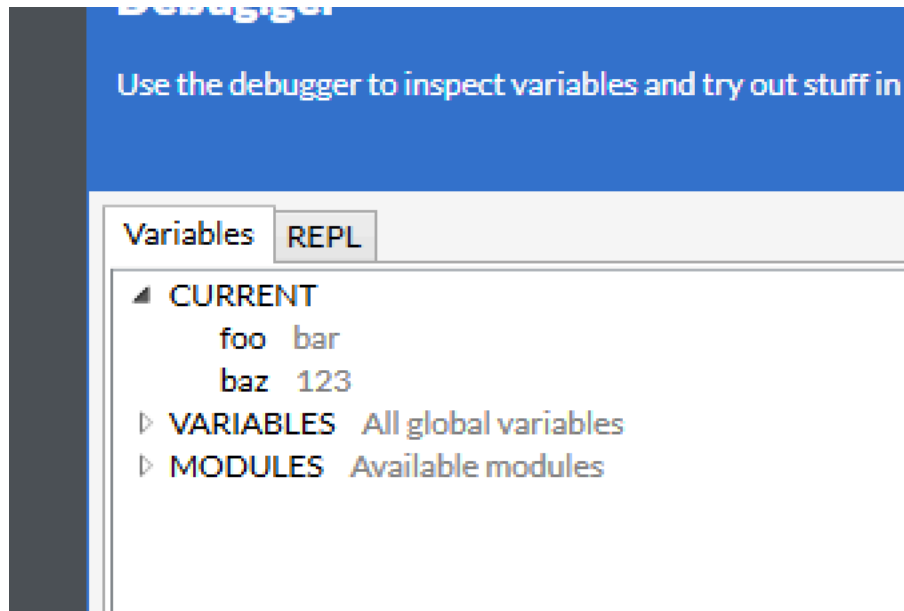 Debugger
Use the debugger to inspect variables and try out stuff in
Variables REPL
CURRENT
foo bar
baz 123
VARIABLES All global variables
MODULES Available modules